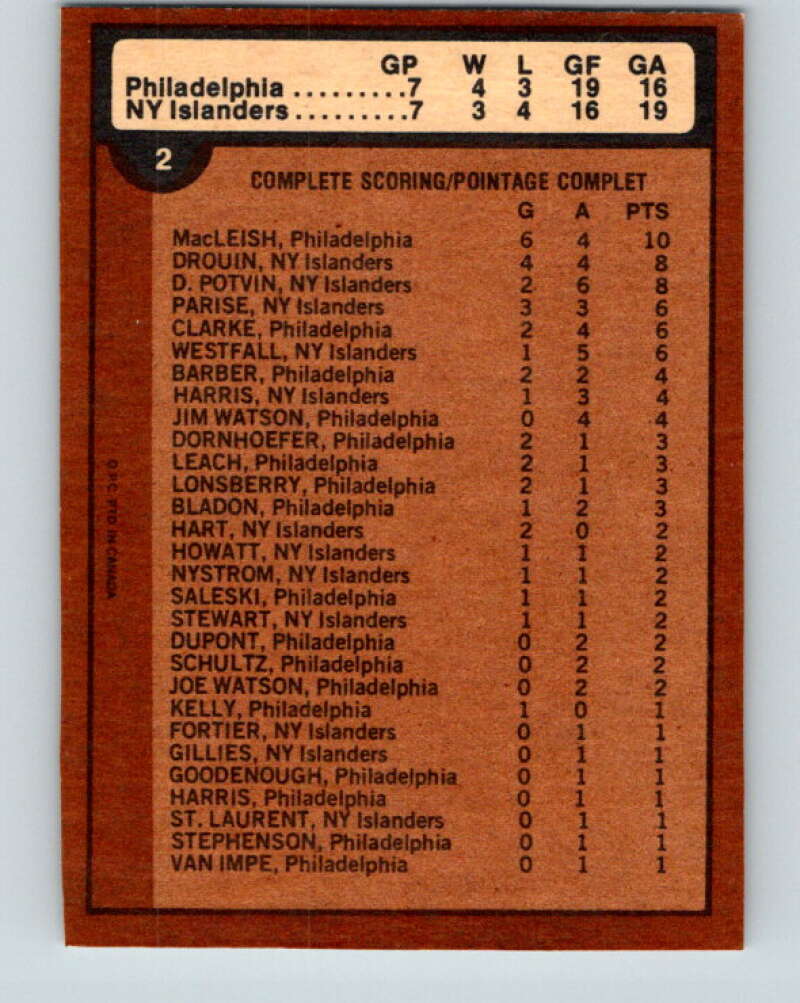 GP W L GF GA
Philadelphia .........7 4 3 19 16
NY Islanders.........7 3 4 16 19
2
COMPLETE SCORING/POINTAGE COMPLET
G A PTS
MacLEISH, Philadelphia 6 4 10
DROUIN, NY Islanders 4 4 8
D. POTVIN, NY Islanders 2 6 8
PARISE, NY Islanders 3 3 6
CLARKE, Philadelphia 2 4 6
WESTFALL, NY Islanders 1 5 6
BARBER, Philadelphia 2 2 4
HARRIS, NY Islanders 1 3 4
JIM WATSON, Philadelphia 0 4 4
DORNHOEFER, Philadelphia 2 1 3
LEACH, Philadelphia 2 1 3
LONSBERRY, Philadelphia 2 1 3
BLADON, Philadelphia 1 2 3
HART, NY Islanders 2 0 2
HOWATT, NY Islanders 1 1 2
NYSTROM, NY Islanders 1 1 2
SALESKI, Philadelphia 1 1 2
STEWART, NY Islanders 1 1 2
DUPONT, Philadelphia 0 2 2
SCHULTZ, Philadelphia 0 2 2
JOE WATSON, Philadelphia 0 2 2
KELLY, Philadelphia 1 0 1
FORTIER, NY Islanders 0 1 1
GILLIES, NY Islanders 0 1 1
GOODENOUGH, Philadelphia 0 1 1
HARRIS, Philadelphia 0 1 1
ST. LAURENT, NY Islanders 0 1 1
STEPHENSON, Philadelphia 0 1 1
VAN IMPE, Philadelphia 0 1 1
O.P.C. PTD. IN CANADA